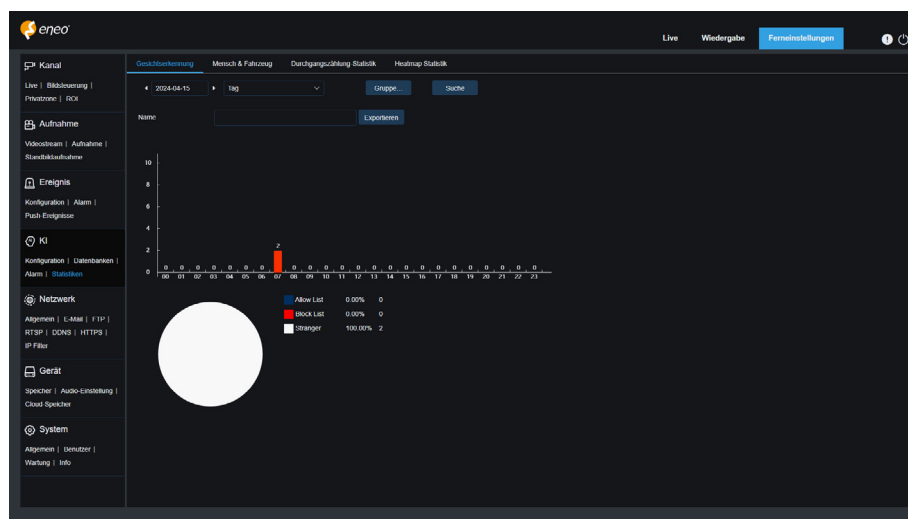 eneo
Live Wiedergabe Ferneinstellungen
Kanal
Live | Bildsteuerung |
Privatzone | ROI
Aufnahme
Videostream | Aufnahme |
Standbildaufnahme
Ereignis
Konfiguration | Alarm |
Push-Ereignisse
KI
Konfiguration | Datenbanken |
Alarm | Statistiken
Netzwerk
Allgemein | E-Mail | FTP |
RTSP | DDNS | HTTPS |
IP Filter
Gerät
Speicher | Audio-Einstellung |
Cloud-Speicher
System
Allgemein | Benutzer |
Wartung | Info
Gesichtserkennung Mensch & Fahrzeug Durchgangszählung Statistik Heatmap Statistik
2024-04-15 Tag Gruppe... Suche
Name Exportieren
10
8
6
4
2
2
0 0 0 0 0 0 0 0 0 0 0 0 0 0 0 0 0 0 0 0 0 0 0 0
00 01 02 03 04 05 06 07 08 09 10 11 12 13 14 15 16 17 18 19 20 21 22 23
Allow List 0.00% 0
Block List 0.00% 0
Stranger 100.00% 2